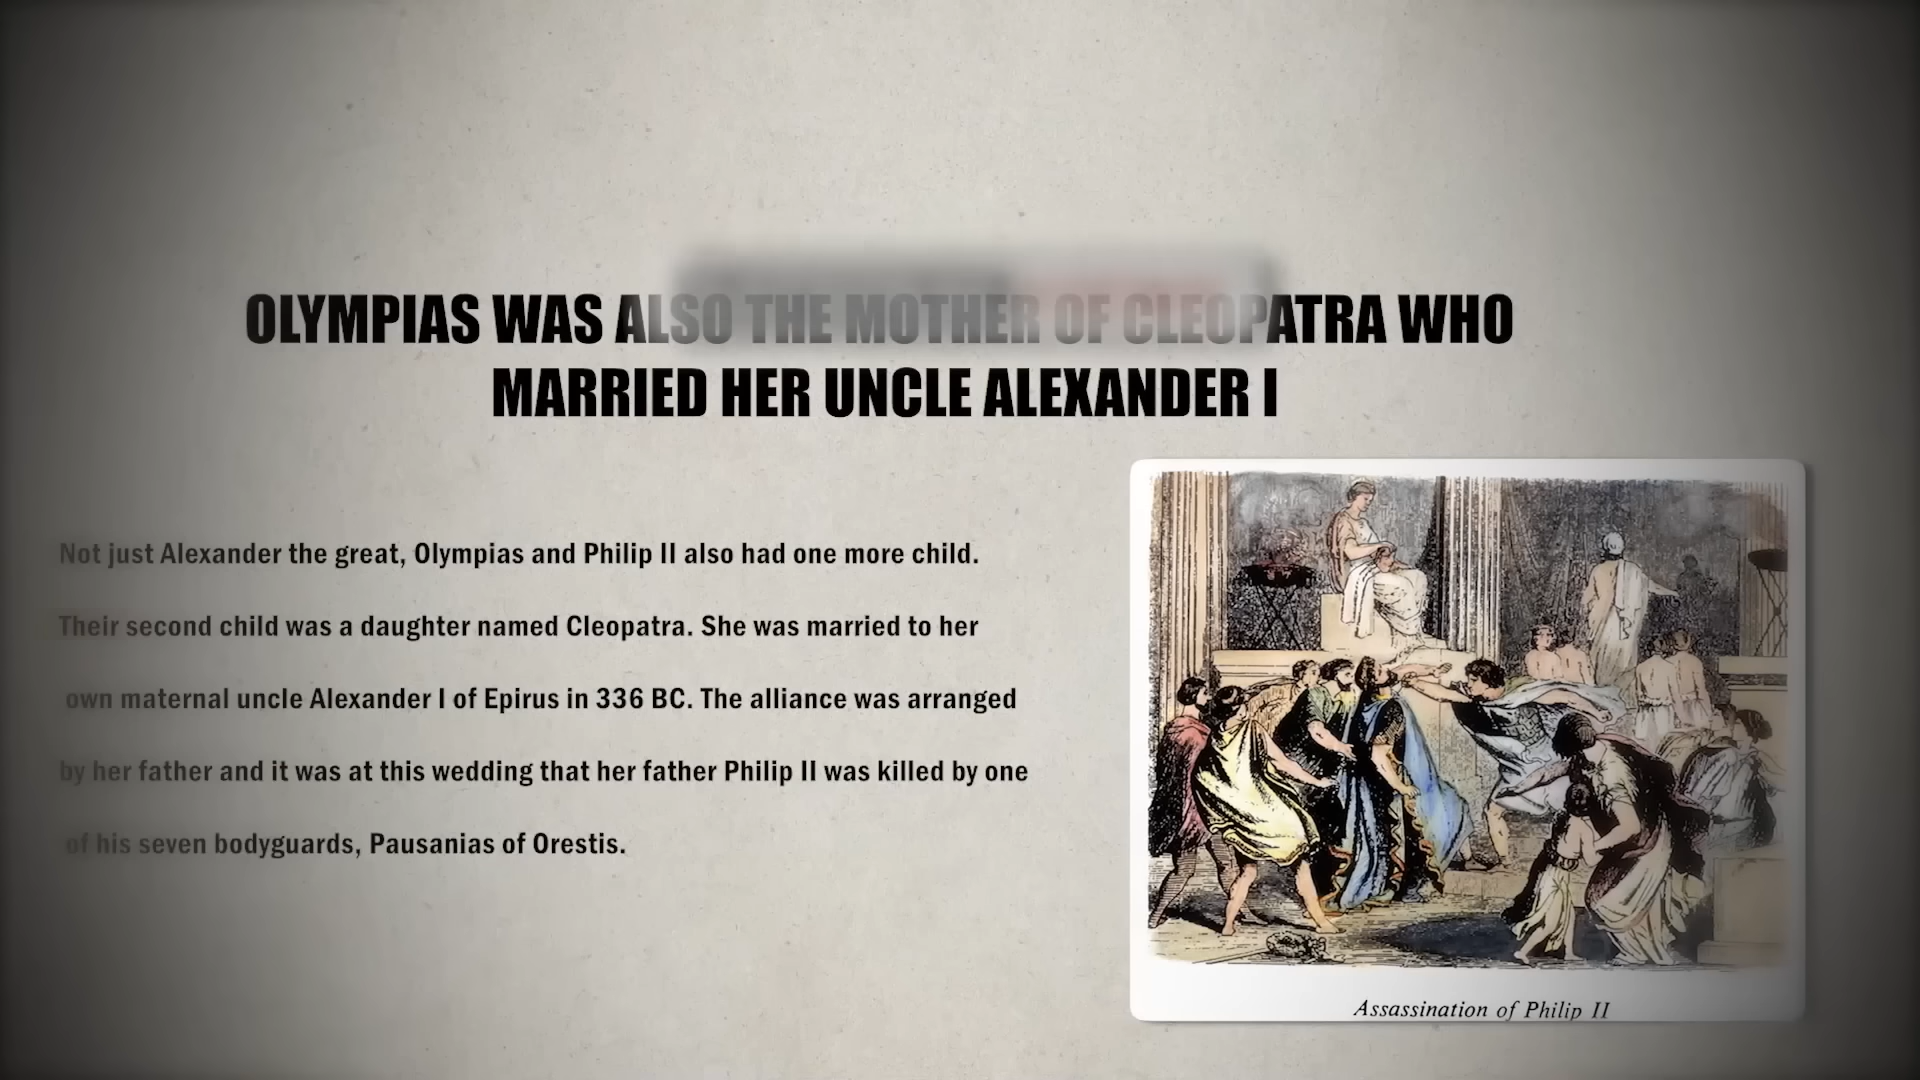 OLYMPIAS WAS ALSO THE MOTHER OF CLEOPATRA WHO
MARRIED HER UNCLE ALEXANDER I
Not just Alexander the great, Olympias and Philip II also had one more child.
Their second child was a daughter named Cleopatra. She was married to her
own maternal uncle Alexander I of Epirus in 336 BC. The alliance was arranged
by her father and it was at this wedding that her father Philip II was killed by one
of his seven bodyguards, Pausanias of Orestis.
Assassination of Philip II